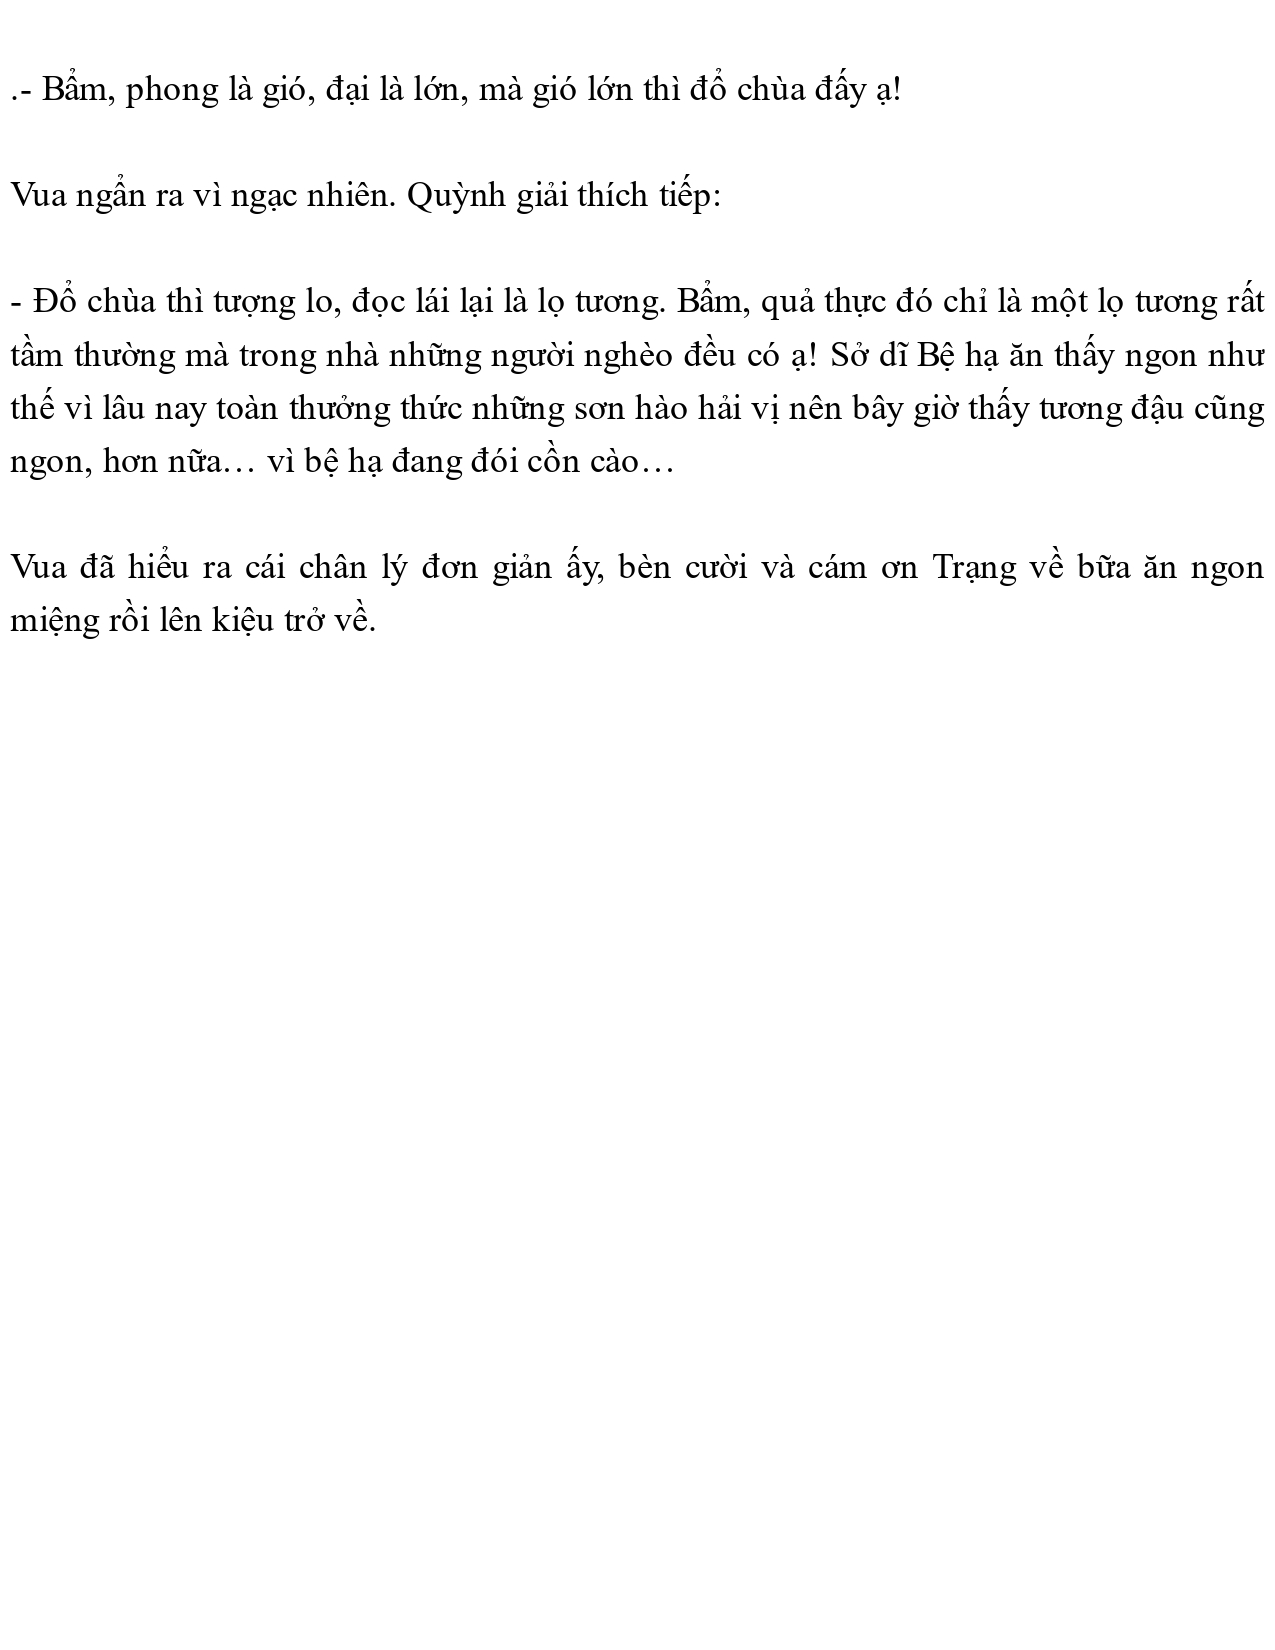 .- Bẩm, phong là gió, đại là lớn, mà gió lớn thì đổ chùa đấy ạ!
Vua ngẩn ra vì ngạc nhiên. Quỳnh giải thích tiếp:
- Đổ chùa thì tượng lo, đọc lái lại là lọ tương. Bẩm, quả thực đó chỉ là một lọ tương rất
tầm thường mà trong nhà những người nghèo đều có ạ! Sở dĩ Bệ hạ ăn thấy ngon như
thế vì lâu nay toàn thưởng thức những sơn hào hải vị nên bây giờ thấy tương đậu cũng
ngon, hơn nữa… vì bệ hạ đang đói cồn cào…
Vua đã hiểu ra cái chân lý đơn giản ấy, bèn cười và cám ơn Trạng về bữa ăn ngon
miệng rồi lên kiệu trở về.